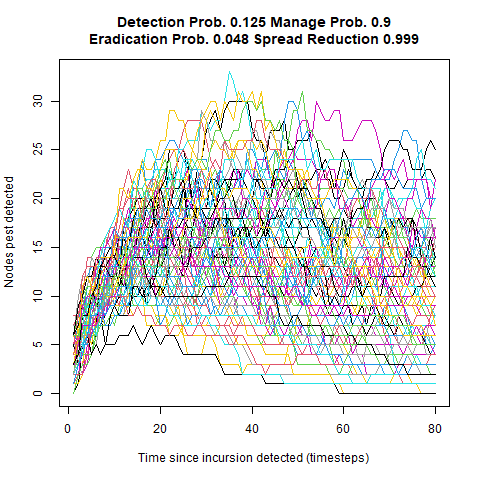 Detection Prob. 0.125 Manage Prob. 0.9
Eradication Prob. 0.048 Spread Reduction 0.999
Nodes pest detected
30
25
20
15
10
5
0
0 20 40 60 80
Time since incursion detected (timesteps)